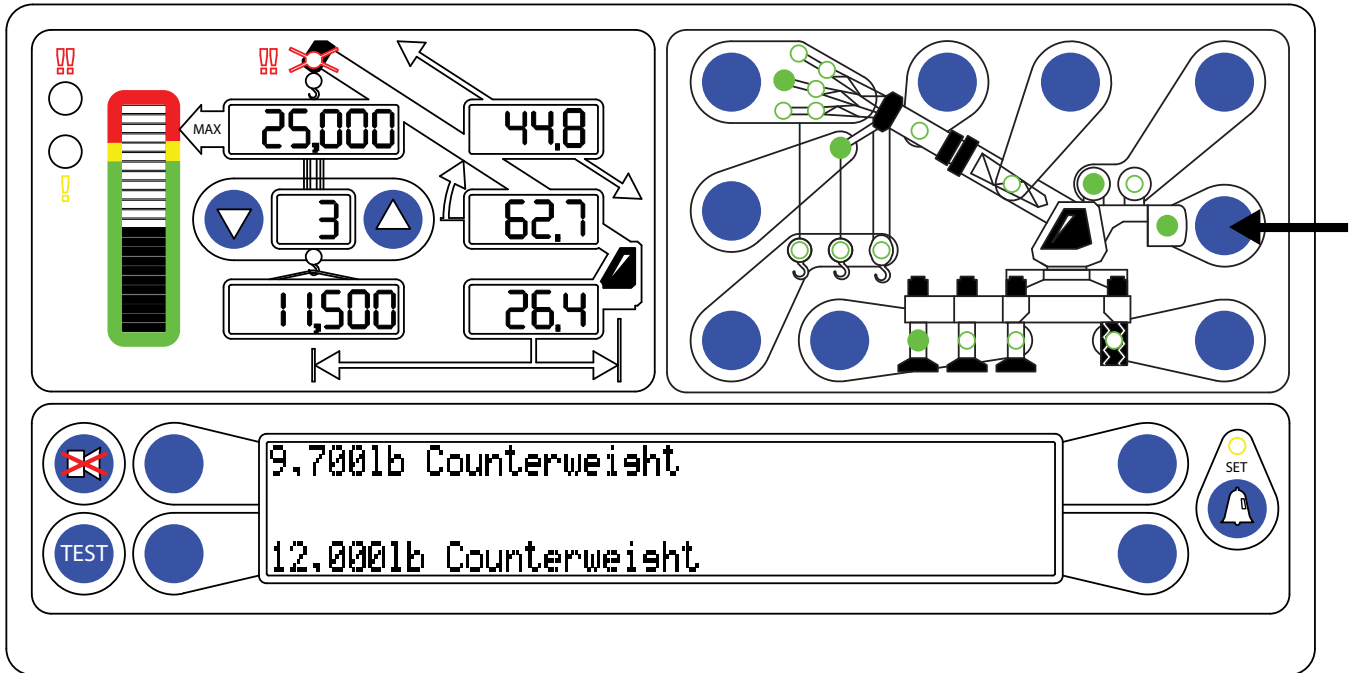 !!
!!
MAX
25,000
44.8
!
3
62.7
11,500
26.4
9,700lb Counterweight
SET
TEST
12,000lb Counterweight